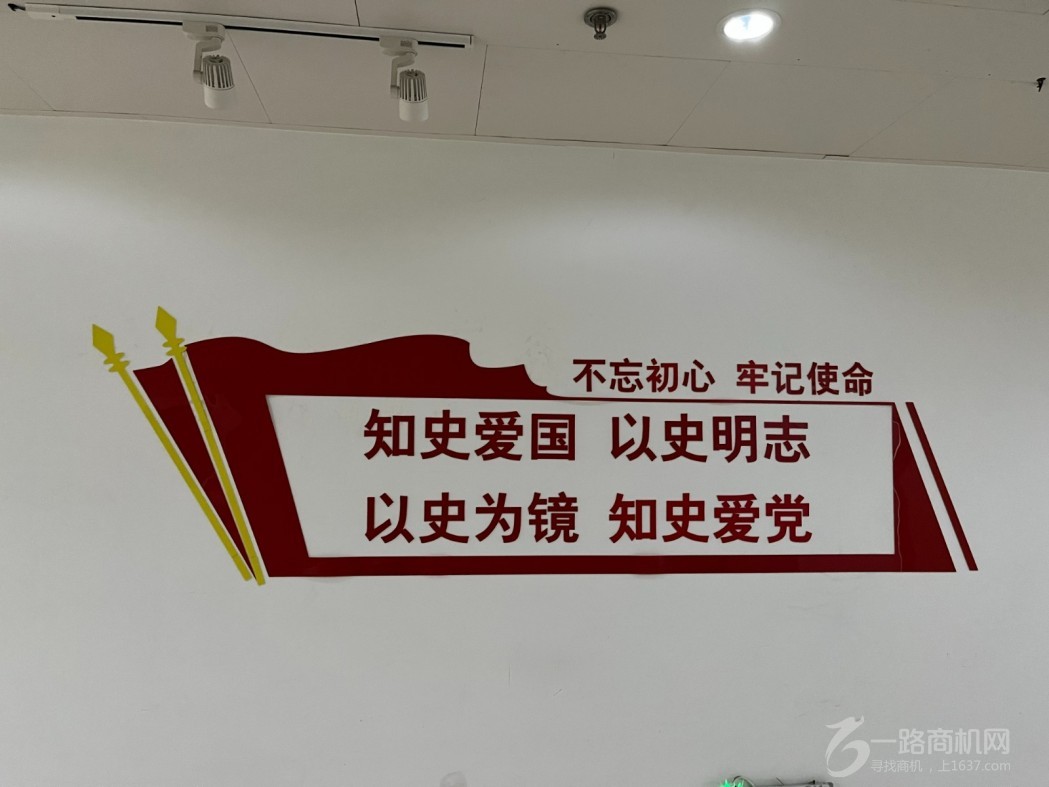 不忘初心 牢记使命
知史爱国 以史明志
以史为镜 知史爱党
一路商机网
寻找商机，上1637.com